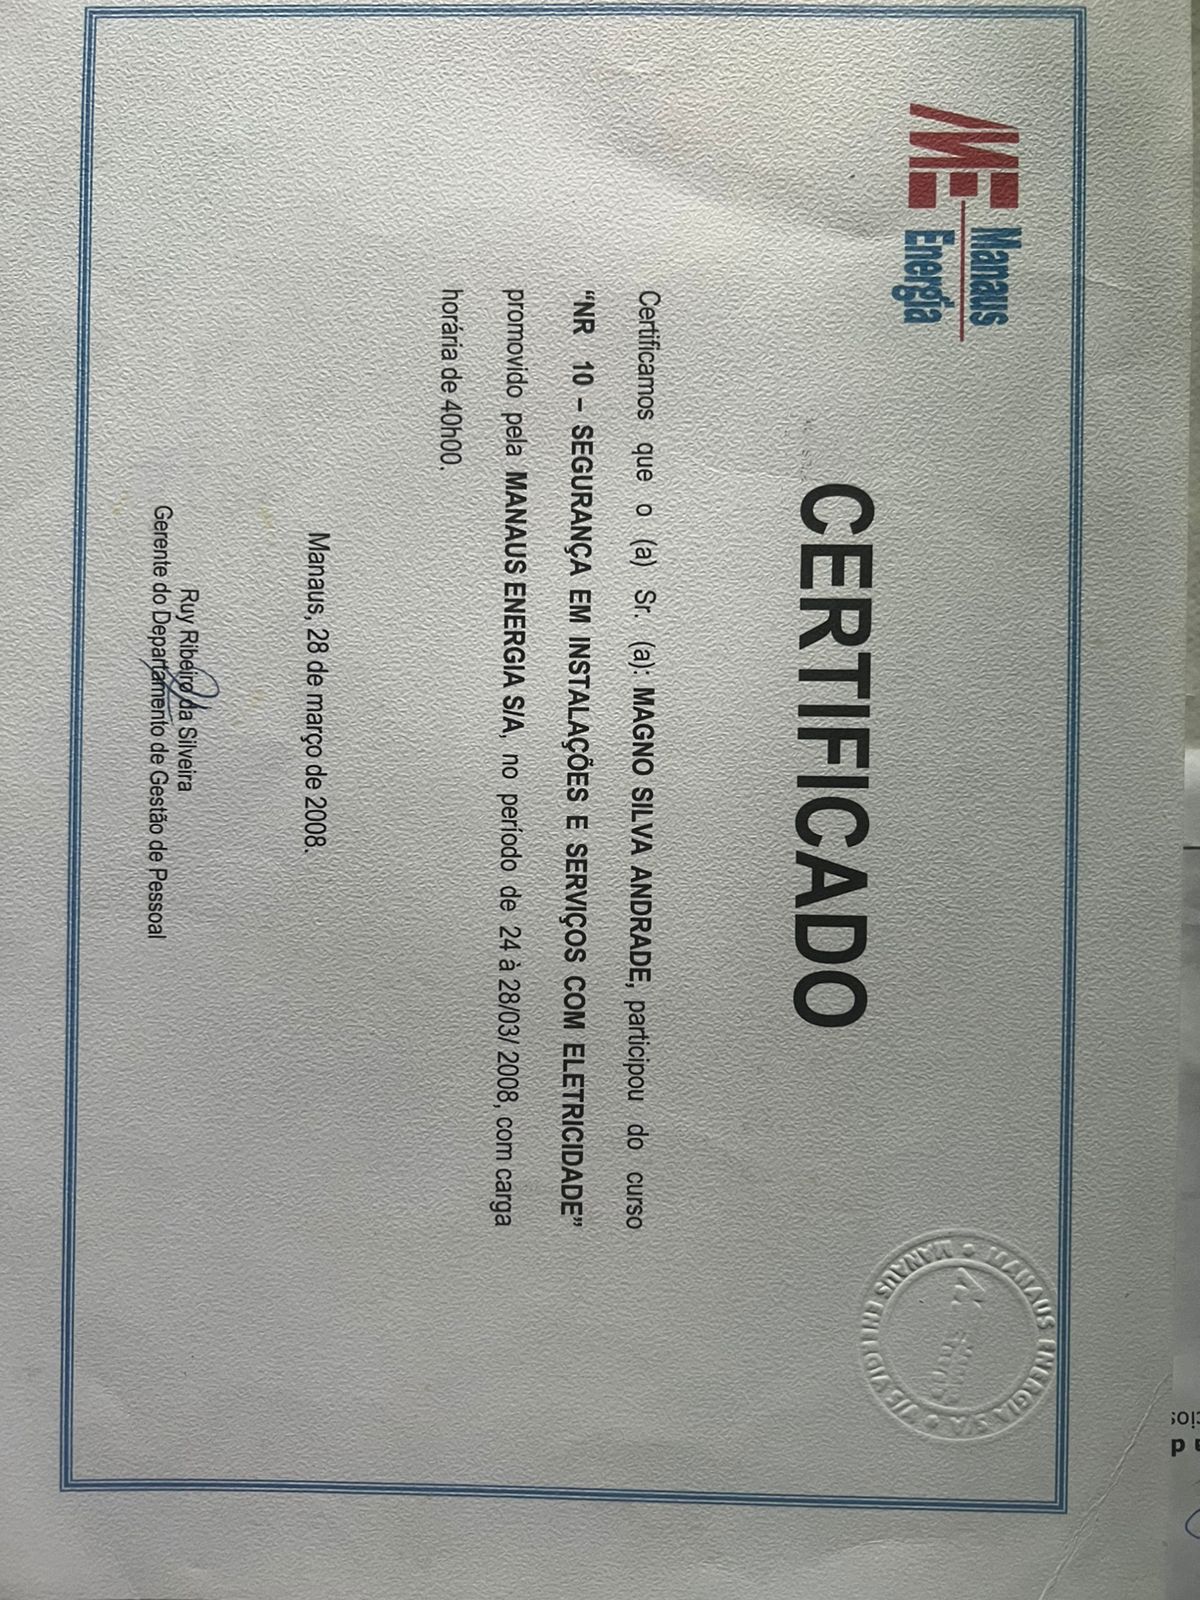 Manaus
Energia
CERTIFICADO
Certificamos que o (a) Sr. (a): MAGNO SILVA ANDRADE, participou do curso
“NR 10 – SEGURANÇA EM INSTALAÇÕES E SERVIÇOS COM ELETRICIDADE”
promovido pela MANAUS ENERGIA S/A, no período de 24 à 28/03/ 2008, com carga
horária de 40h00.
Manaus, 28 de março de 2008.
Ruy Ribeiro da Silveira
Gerente do Departamento de Gestão de Pessoal
MANAUS ENERGIA S/A